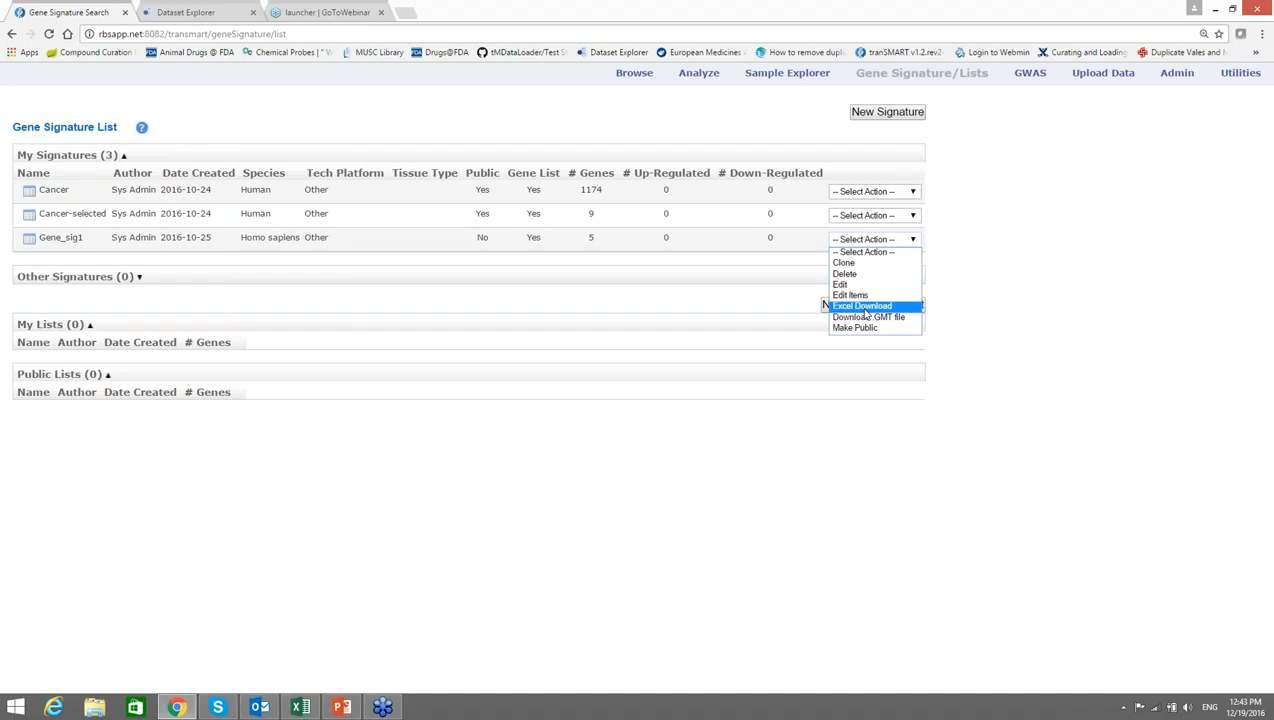 Gene Signature Search
Dataset Explorer
launcher | GoToWebinar
rbsapp.net:8082/transmart/geneSignature/list
Apps
Compound Curation
Animal Drugs @ FDA
Chemical Probes | "
MUSC Library
Drugs@FDA
tMDataLoader/Test S
Dataset Explorer
European Medicines
How to remove dupli
tranSMART v1.2.rev2
Login to Webmin
Curating and Loading
Duplicate Vales and
Browse
Analyze
Sample Explorer
Gene Signature/Lists
GWAS
Upload Data
Admin
Utilities
New Signature
Gene Signature List
My Signatures (3)
Name Author Date Created Species Tech Platform Tissue Type Public Gene List # Genes # Up-Regulated # Down-Regulated
Cancer Sys Admin 2016-10-24 Human Other Yes Yes 1174 0 0 -- Select Action --
Cancer-selected Sys Admin 2016-10-24 Human Other Yes Yes 9 0 0 -- Select Action --
Gene_sig1 Sys Admin 2016-10-25 Homo sapiens Other No Yes 5 0 0 -- Select Action --
-- Select Action --
Clone
Delete
Edit
Edit Items
Excel Download
Download .GMT file
Make Public
Other Signatures (0)
My Lists (0)
Name Author Date Created # Genes
Public Lists (0)
Name Author Date Created # Genes
ENG
12:43 PM
12/19/2016